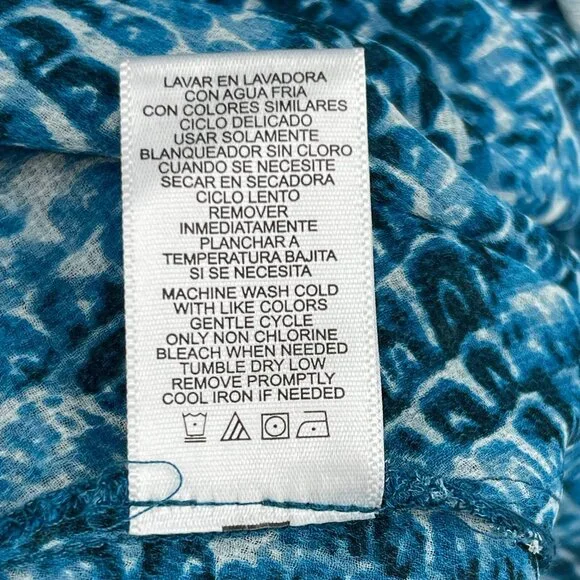 LAVAR EN LAVADORA
CON AGUA FRIA
CON COLORES SIMILARES
CICLO DELICADO
USAR SOLAMENTE
BLANQUEADOR SIN CLORO
CUANDO SE NECESITE
SECAR EN SECADORA
CICLO LENTO
REMOVER
INMEDIATAMENTE
PLANCHAR A
TEMPERATURA BAJITA
SI SE NECESITA
MACHINE WASH COLD
WITH LIKE COLORS
GENTLE CYCLE
ONLY NON CHLORINE
BLEACH WHEN NEEDED
TUMBLE DRY LOW
REMOVE PROMPTLY
COOL IRON IF NEEDED